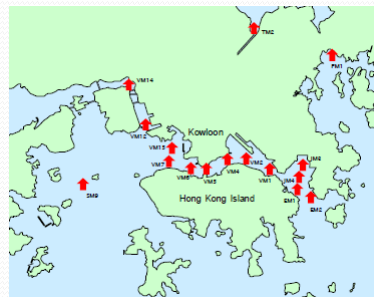 TM2
PM1
VM14
VM12
Kowloon
VM15
VM7
VM4
VM2
JM3
VM6
VM5
VM1
JM4
SM9
Hong Kong Island
EM1
EM2